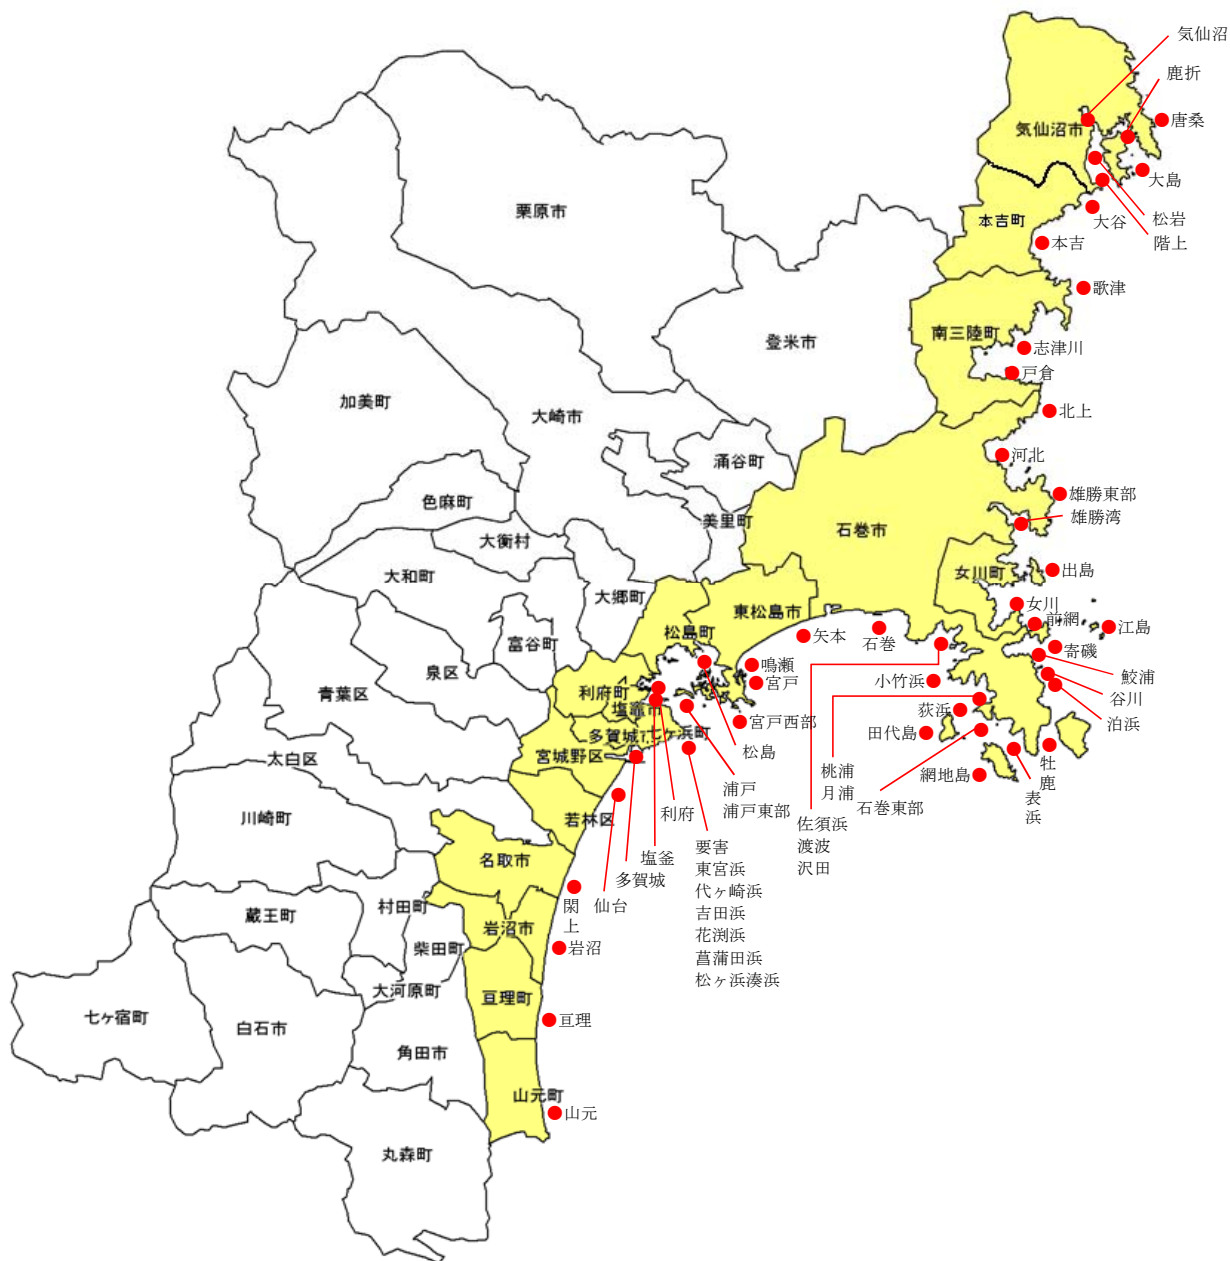 気仙沼
鹿折
唐桑
気仙沼市
大島
松岩
階上
大谷
本吉町
本吉
栗原市
歌津
南三陸町
登米市
志津川
戸倉
加美町
大崎市
北上
涌谷町
河北
色麻町
雄勝東部
雄勝湾
美里町
石巻市
大衡村
大和町
女川町
出島
大郷町
東松島市
女川
前網
江島
富谷町
松島町
矢本
石巻
寄磯
泉区
鳴瀬
宮戸
小竹浜
鮫浦
谷川
泊浜
青葉区
利府町
塩竈市
荻浜
宮戸西部
田代島
多賀城市
七ヶ浜町
宮城野区
松島
牡鹿
太白区
桃浦
月浦
網地島
表浜
浦戸
浦戸東部
石巻東部
利府
川崎町
若林区
佐須浜
渡波
沢田
要害
東宮浜
代ヶ崎浜
吉田浜
花渕浜
菖蒲田浜
松ヶ浜湊浜
塩釜
多賀城
名取市
閖上
仙台
蔵王町
村田町
岩沼市
柴田町
岩沼
大河原町
亘理町
七ヶ宿町
白石市
亘理
角田市
山元町
山元
丸森町